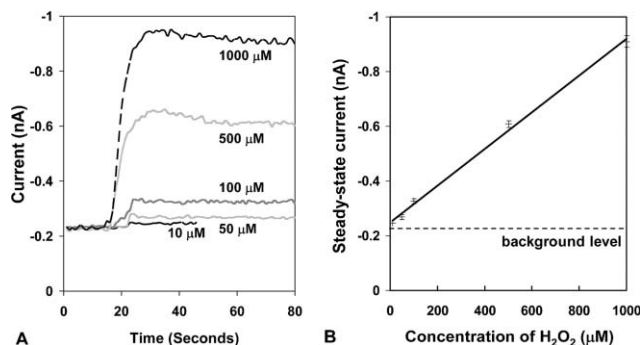 -1
-0.8
-0.6
-0.4
-0.2
0
Current (nA)
1000 µM
500 µM
100 µM
10 µM
50 µM
0 20 40 60 80
A
Time (Seconds)
-1
-0.8
-0.6
-0.4
-0.2
0
Steady-state current (nA)
background level
0 200 400 600 800 1000
B
Concentration of H₂O₂ (µM)